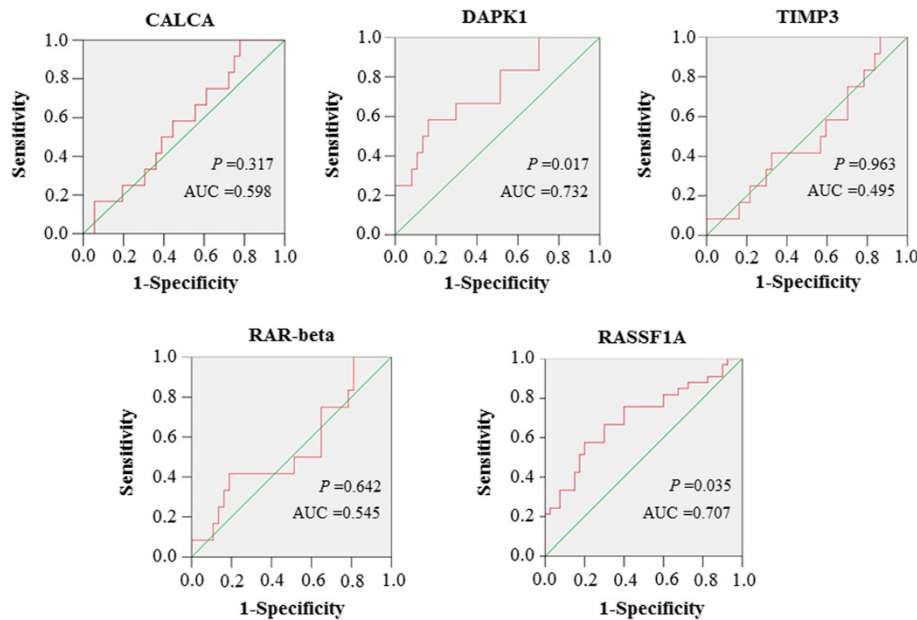 CALCA
Sensitivity
1.0
0.8
0.6
0.4
0.2
0.0
P =0.317
AUC =0.598
0.0 0.2 0.4 0.6 0.8 1.0
1-Specificity
DAPK1
Sensitivity
1.0
0.8
0.6
0.4
0.2
0.0
P =0.017
AUC =0.732
0.0 0.2 0.4 0.6 0.8 1.0
1-Specificity
TIMP3
Sensitivity
1.0
0.8
0.6
0.4
0.2
0.0
P =0.963
AUC =0.495
0.0 0.2 0.4 0.6 0.8 1.0
1-Specificity
RAR-beta
Sensitivity
1.0
0.8
0.6
0.4
0.2
0.0
P =0.642
AUC =0.545
0.0 0.2 0.4 0.6 0.8 1.0
1-Specificity
RASSF1A
Sensitivity
1.0
0.8
0.6
0.4
0.2
0.0
P =0.035
AUC =0.707
0.0 0.2 0.4 0.6 0.8 1.0
1-Specificity